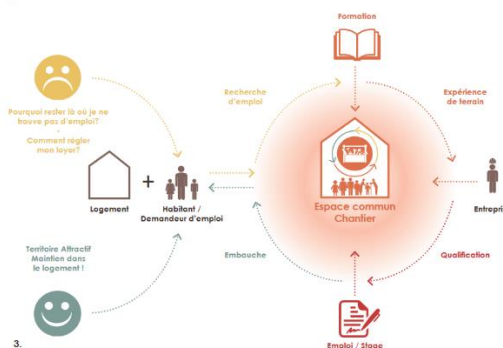 Formation
Recherche
d'emploi
Expérience
de terrain
Pourquoi rester là où je ne
trouve pas d'emploi?
-
Comment régler
mon loyer?
Logement
+
Habitant /
Demandeur d'emploi
Espace commun
Chantier
Entrepri
Territoire Attractif
Maintien dans
le logement !
Embauche
Qualification
Emploi / Stage
3.